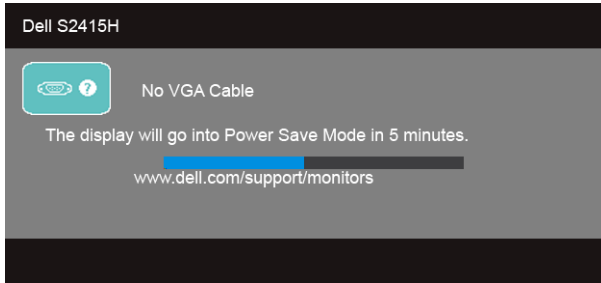 Dell S2415H
?
No VGA Cable
The display will go into Power Save Mode in 5 minutes.
www.dell.com/support/monitors